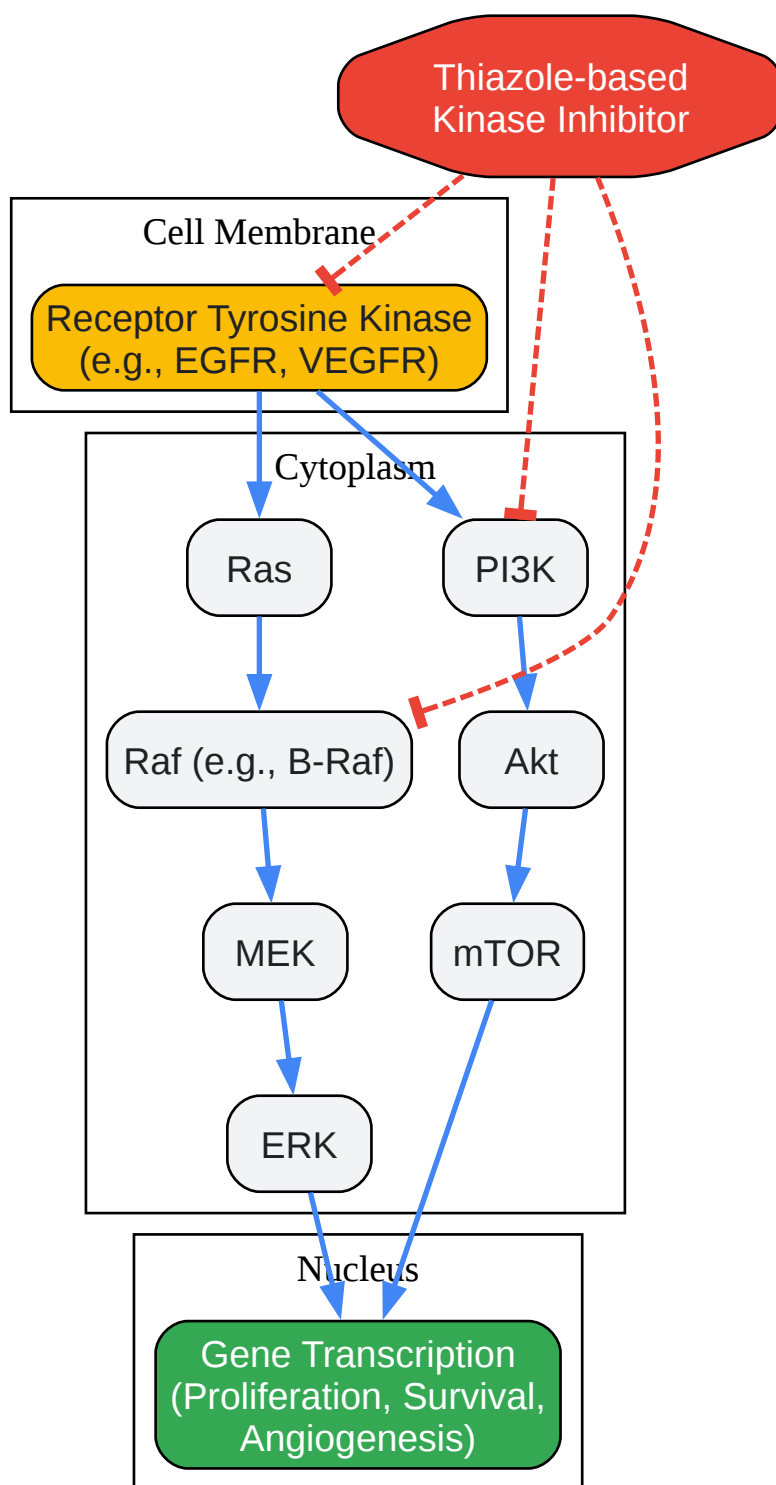 Thiazole-based
Kinase Inhibitor
Cell Membrane
Receptor Tyrosine Kinase
(e.g., EGFR, VEGFR)
Cytoplasm
Ras
PI3K
Raf (e.g., B-Raf)
Akt
MEK
mTOR
ERK
Nucleus
Gene Transcription
(Proliferation, Survival,
Angiogenesis)